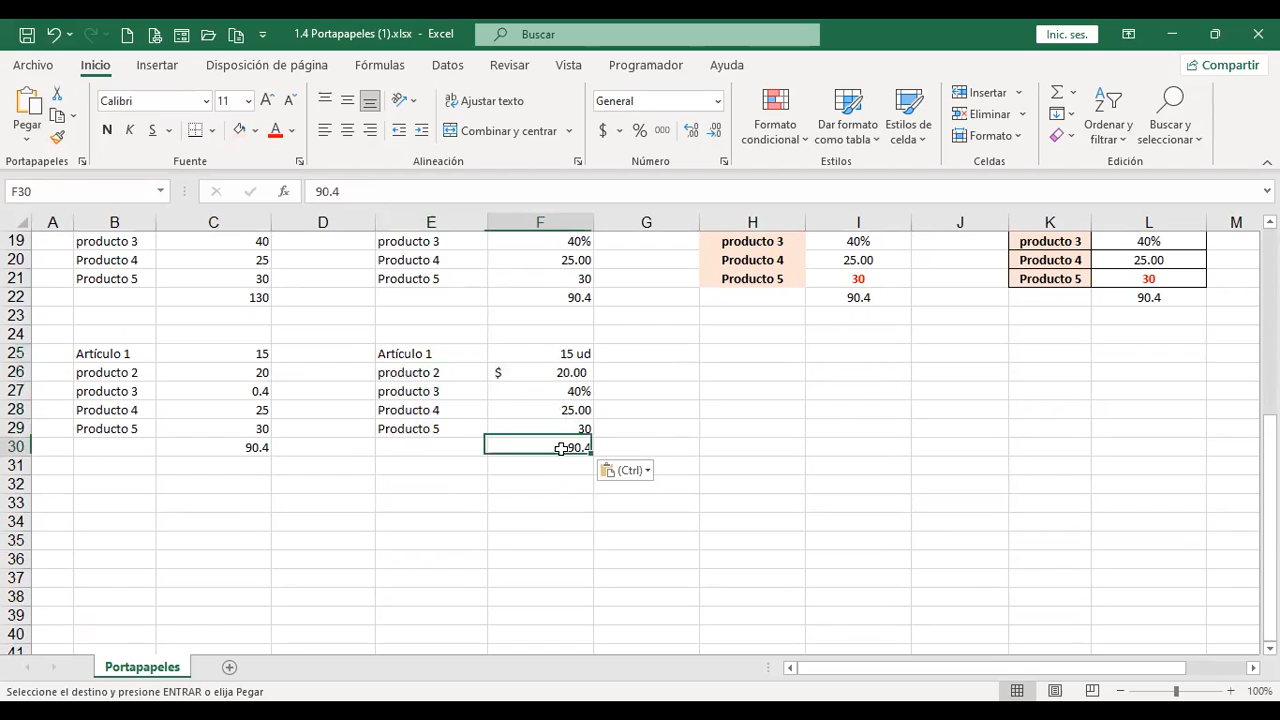 1.4 Portapapeles (1).xlsx - Excel
Buscar
Inic. ses.
Archivo Inicio Insertar Disposición de página Fórmulas Datos Revisar Vista Programador Ayuda Compartir
Pegar
Calibri 11
N K S
Ajustar texto
Combinar y centrar
General
$ % 000
Formato condicional
Dar formato como tabla
Estilos de celda
Insertar
Eliminar
Formato
Ordenar y filtrar
Buscar y seleccionar
Portapapeles Fuente Alineación Número Estilos Celdas Edición
F30 fx 90.4
A B C D E F G H I J K L M
19 producto 3 40 producto 3 40% producto 3 40% producto 3 40%
20 Producto 4 25 Producto 4 25.00 Producto 4 25.00 Producto 4 25.00
21 Producto 5 30 Producto 5 30 Producto 5 30 Producto 5 30
22 130 90.4 90.4 90.4
23
24
25 Artículo 1 15 Artículo 1 15 ud
26 producto 2 20 producto 2 $ 20.00
27 producto 3 0.4 producto 3 40%
28 Producto 4 25 Producto 4 25.00
29 Producto 5 30 Producto 5 30
30 90.4 90.4
31 (Ctrl)
32
33
34
35
36
37
38
39
40
41
Portapapeles
Seleccione el destino y presione ENTRAR o elija Pegar
100%